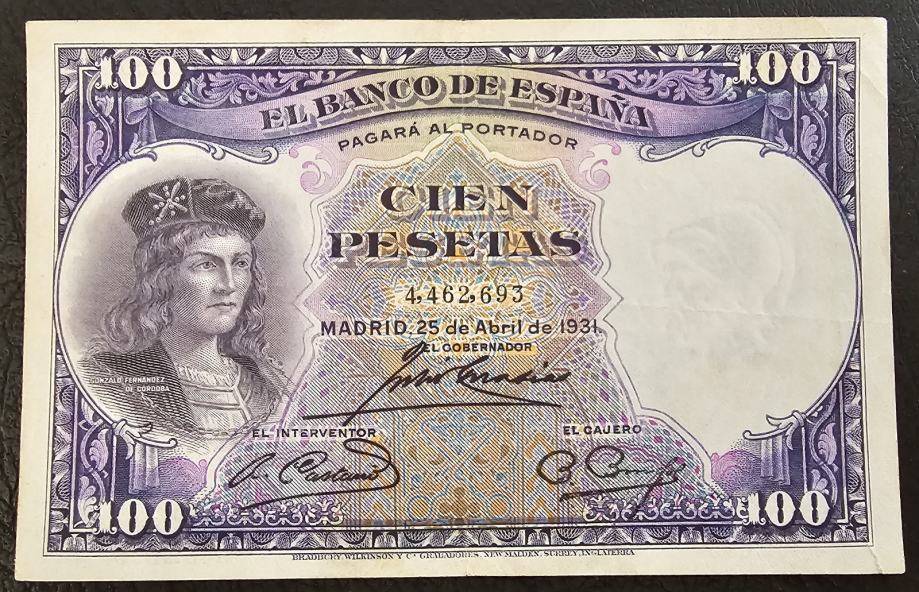 100 100
EL BANCO DE ESPAÑA
PAGARÁ AL PORTADOR
CIEN
PESETAS
4,462,693
MADRID. 25 de Abril de 1931.
EL GOBERNADOR
GONZALO FERNÁNDEZ
DE CÓRDOBA
EL INTERVENTOR
EL CAJERO
100 100
BRADBURY, WILKINSON Y Cª GRABADORES, NEW MALDEN, SURREY, INGLATERRA